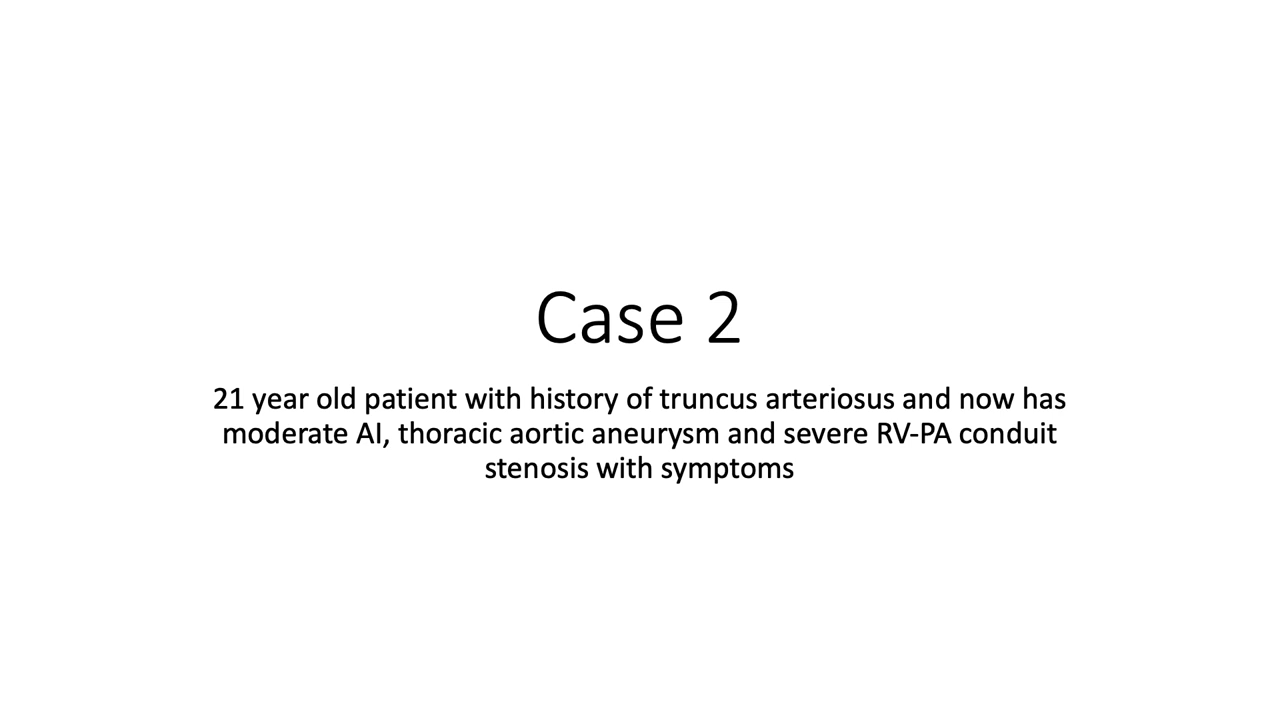 Case 2
21 year old patient with history of truncus arteriosus and now has
moderate AI, thoracic aortic aneurysm and severe RV-PA conduit
stenosis with symptoms